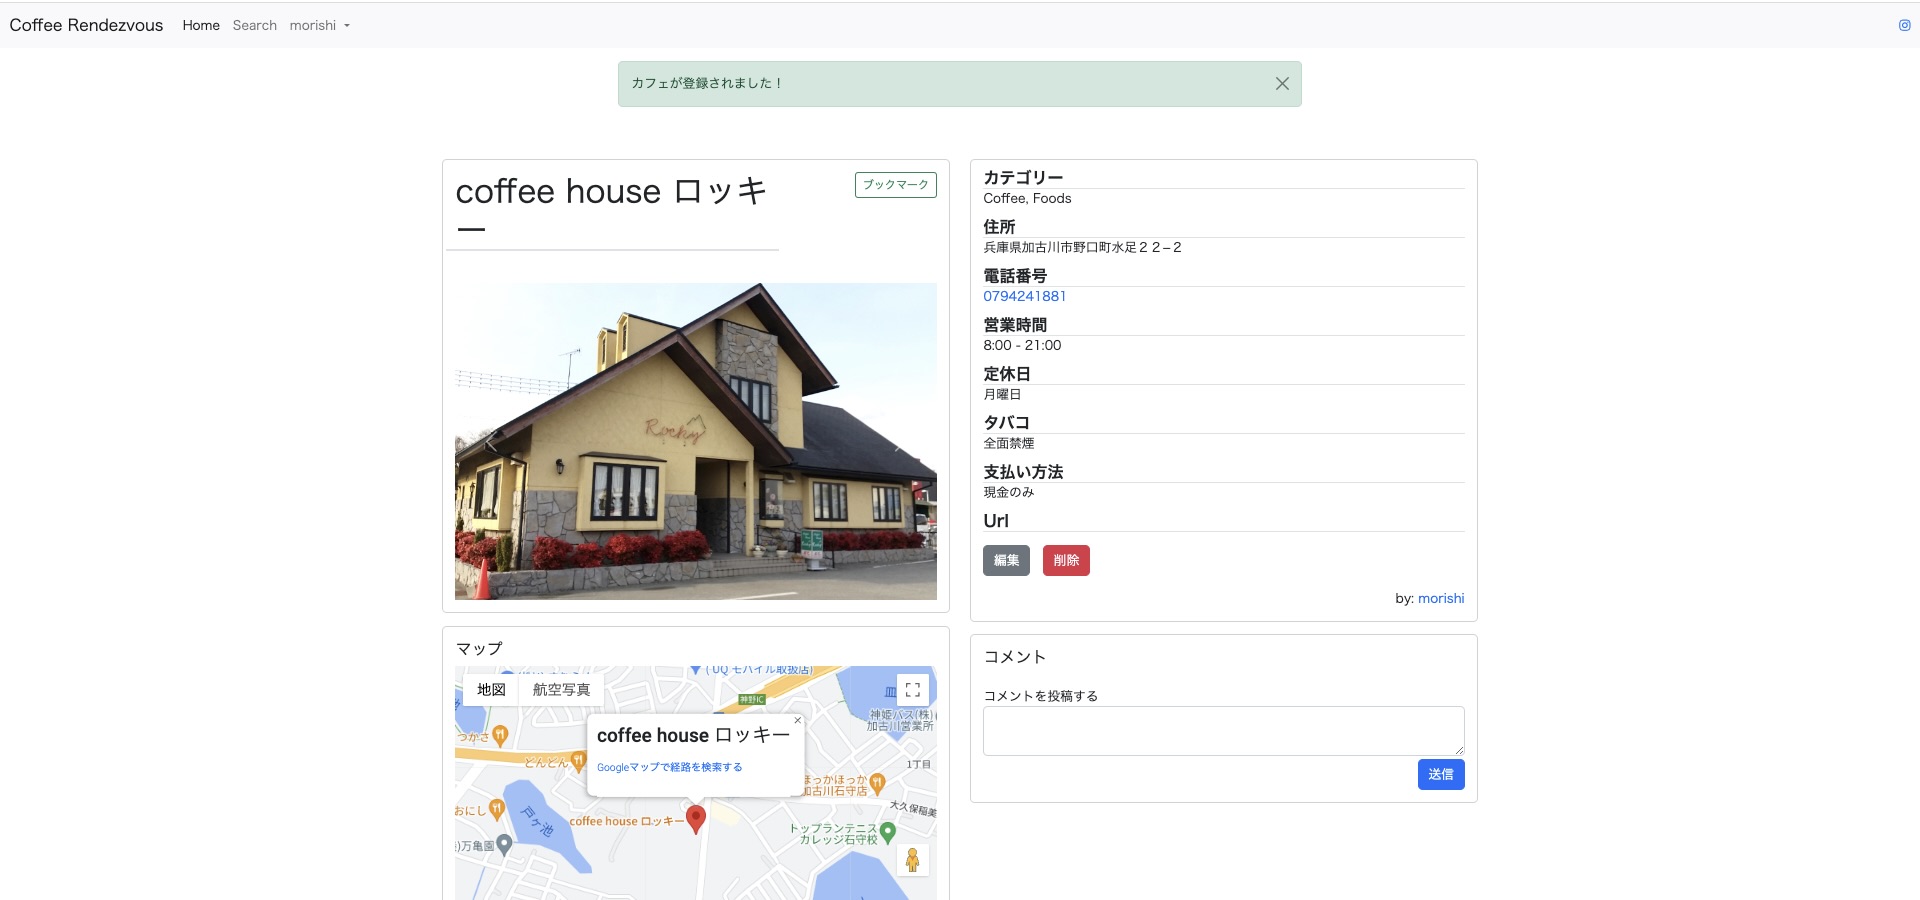 Coffee Rendezvous Home Search morishi
カフェが登録されました！
coffee house ロッキ
ー
ブックマーク
Rocky
マップ
地図 航空写真
(UQ モバイル取扱店)
神野IC
神姫バス(株)
加古川営業所
coffee house ロッキー
Googleマップで経路を検索する
つかさ
どんどん
1丁目
ほっかほっか
加古川石守店
おにし
戸ヶ池
coffee house ロッキー
大久保稲美
トップランテニス
カレッジ石守校
)万亀園
カテゴリー
Coffee, Foods
住所
兵庫県加古川市野口町水足２２−２
電話番号
0794241881
営業時間
8:00 - 21:00
定休日
月曜日
タバコ
全面禁煙
支払い方法
現金のみ
Url
編集 削除
by: morishi
コメント
コメントを投稿する
送信